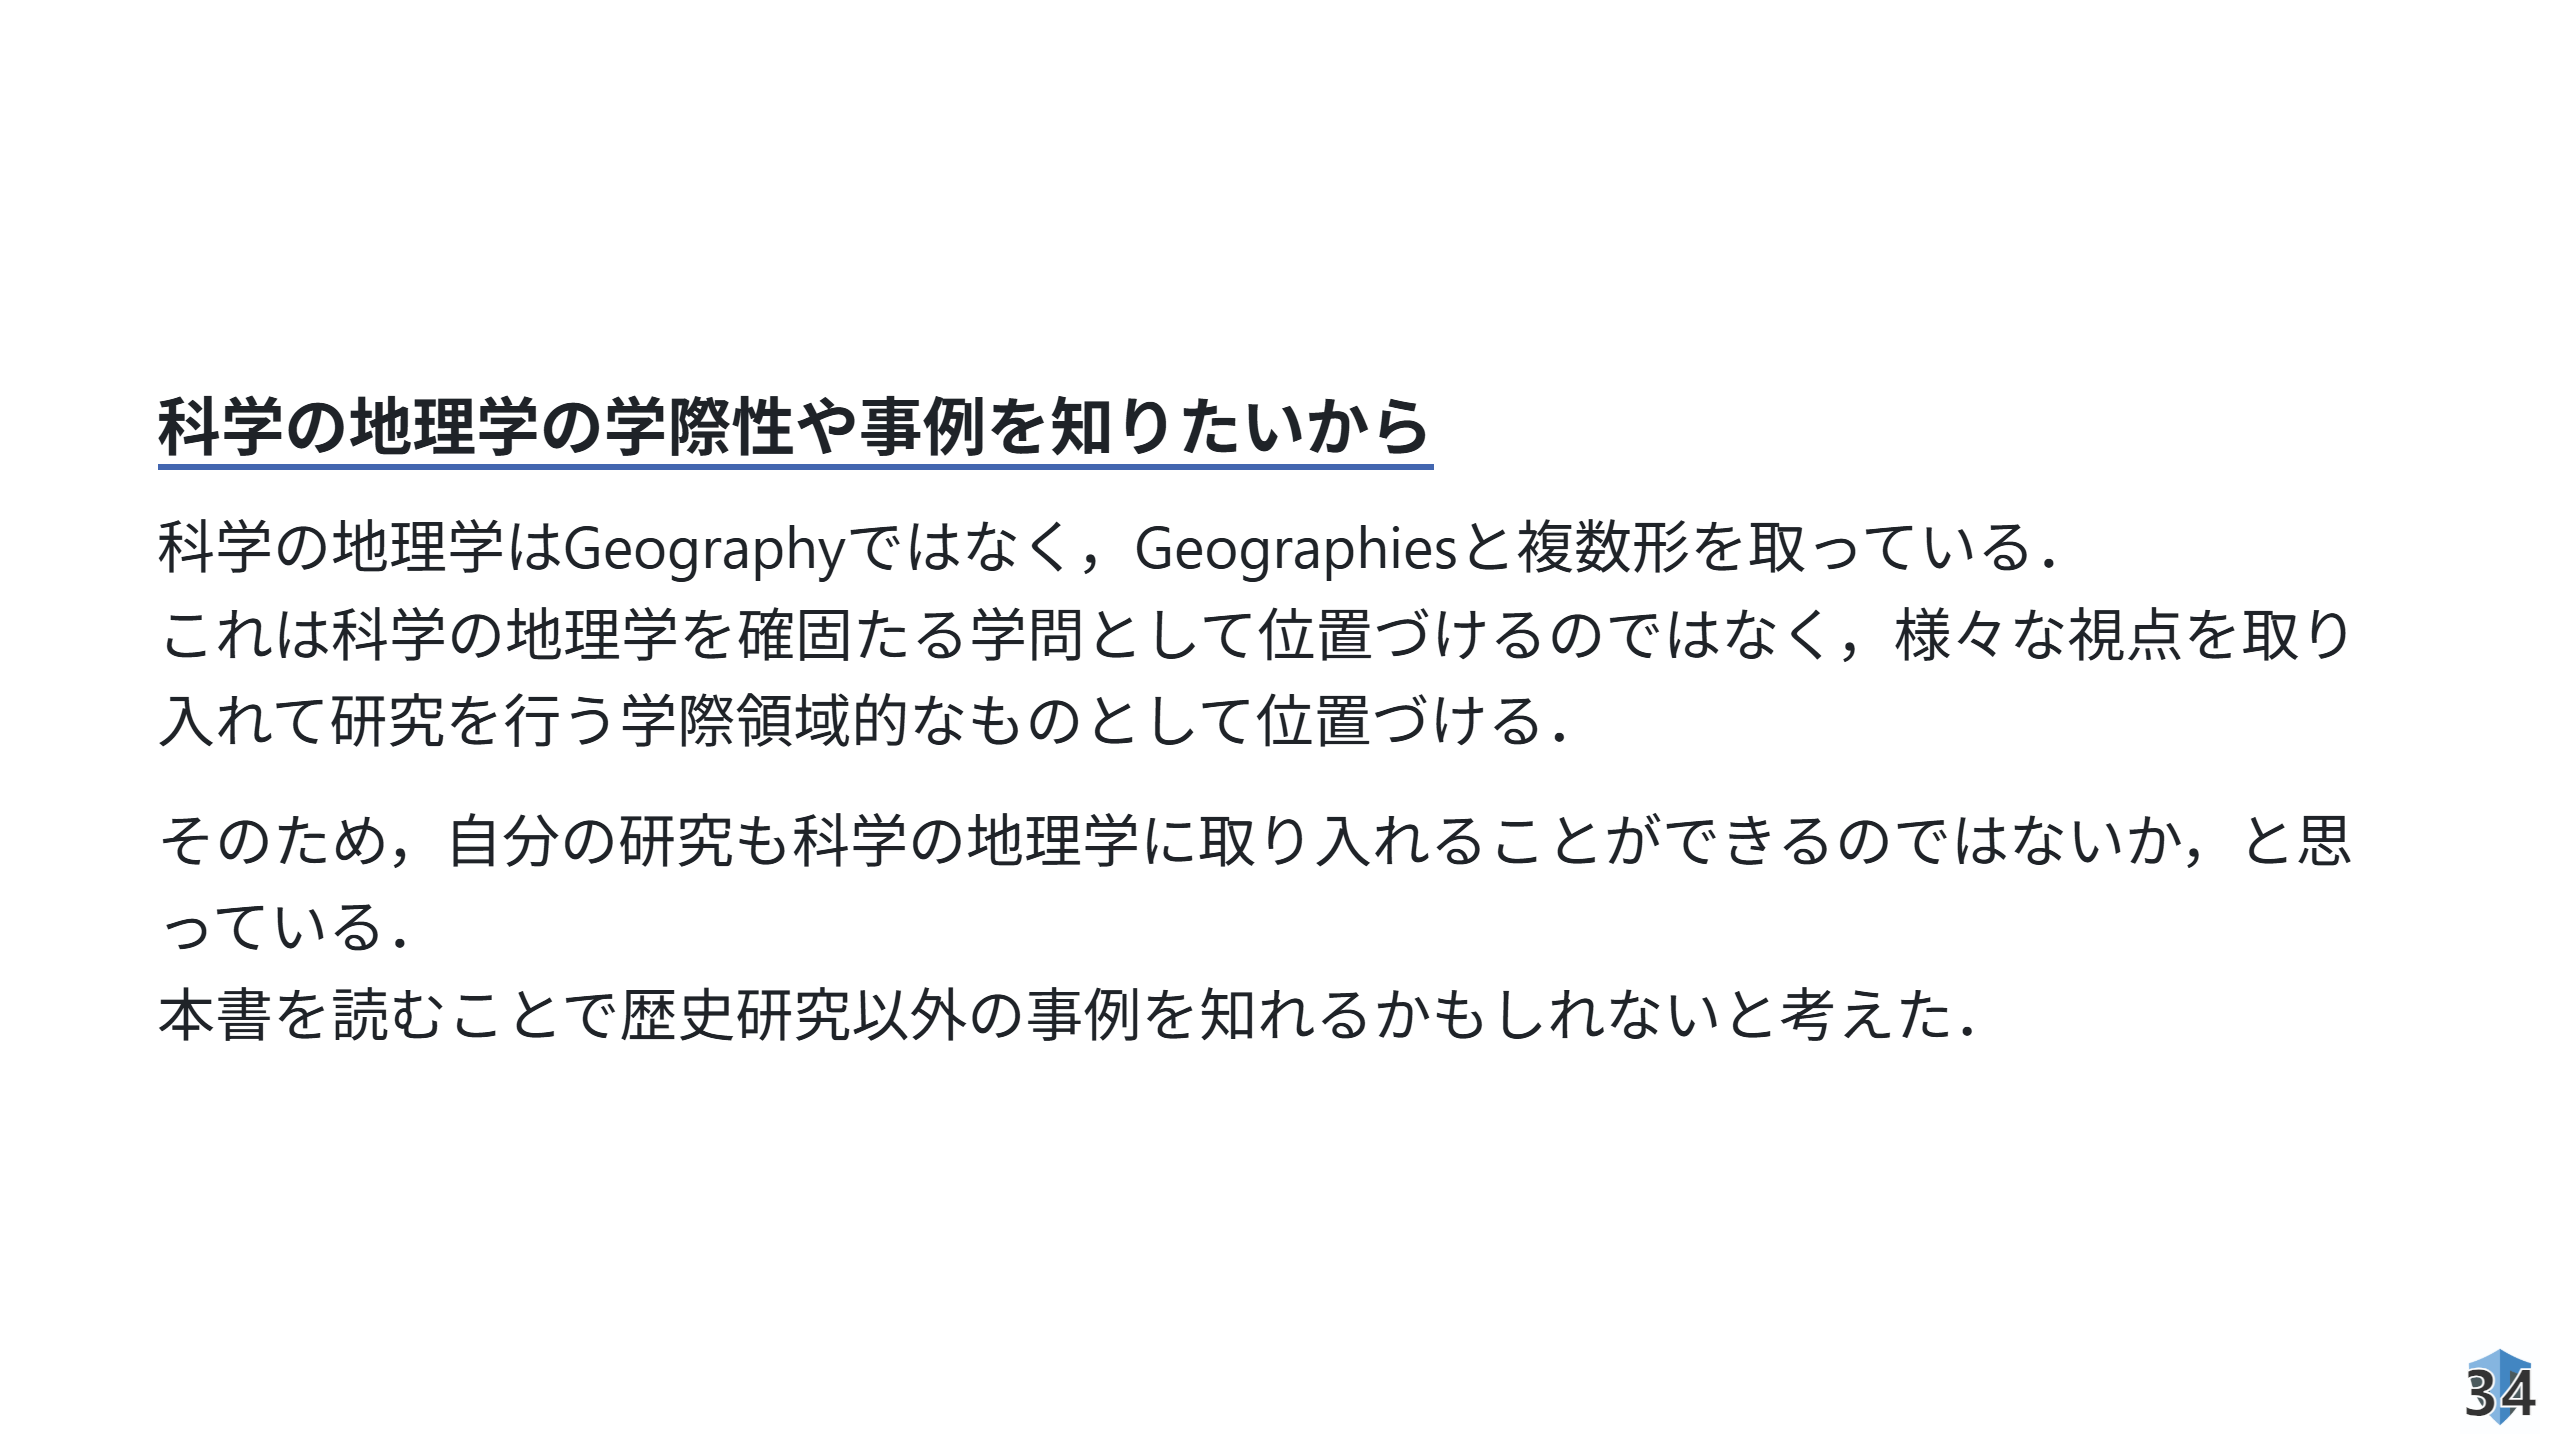 科学の地理学の学際性や事例を知りたいから
科学の地理学はGeographyではなく，Geographiesと複数形を取っている．
これは科学の地理学を確固たる学問として位置づけるのではなく，様々な視点を取り
入れて研究を行う学際領域的なものとして位置づける．
そのため，自分の研究も科学の地理学に取り入れることができるのではないか，と思
っている．
本書を読むことで歴史研究以外の事例を知れるかもしれないと考えた．
34